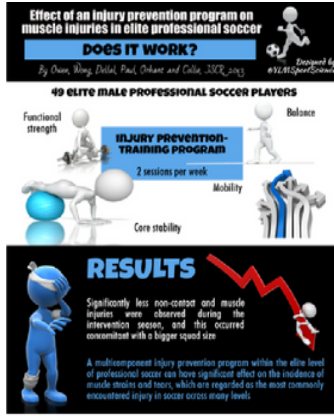 Effect of an injury prevention program on
muscle injuries in elite professional soccer
DOES IT WORK?
Designed by
@YLMSportScience
By Owen, Wong, Dellal, Paul, Orhant and Collie, JSCR 2013
49 ELITE MALE PROFESSIONAL SOCCER PLAYERS
Functional
strength
Balance
INJURY PREVENTION-
TRAINING PROGRAM
2 sessions per week
Mobility
Core stability
RESULTS
Significantly less non-contact and muscle
injuries were observed during the
intervention season, and this occurred
concomitant with a bigger squad size
A multicomponent injury prevention program within the elite level
of professional soccer can have significant effect on the incidence of
muscle strains and tears, which are regarded as the most commonly
encountered injury in soccer across many levels